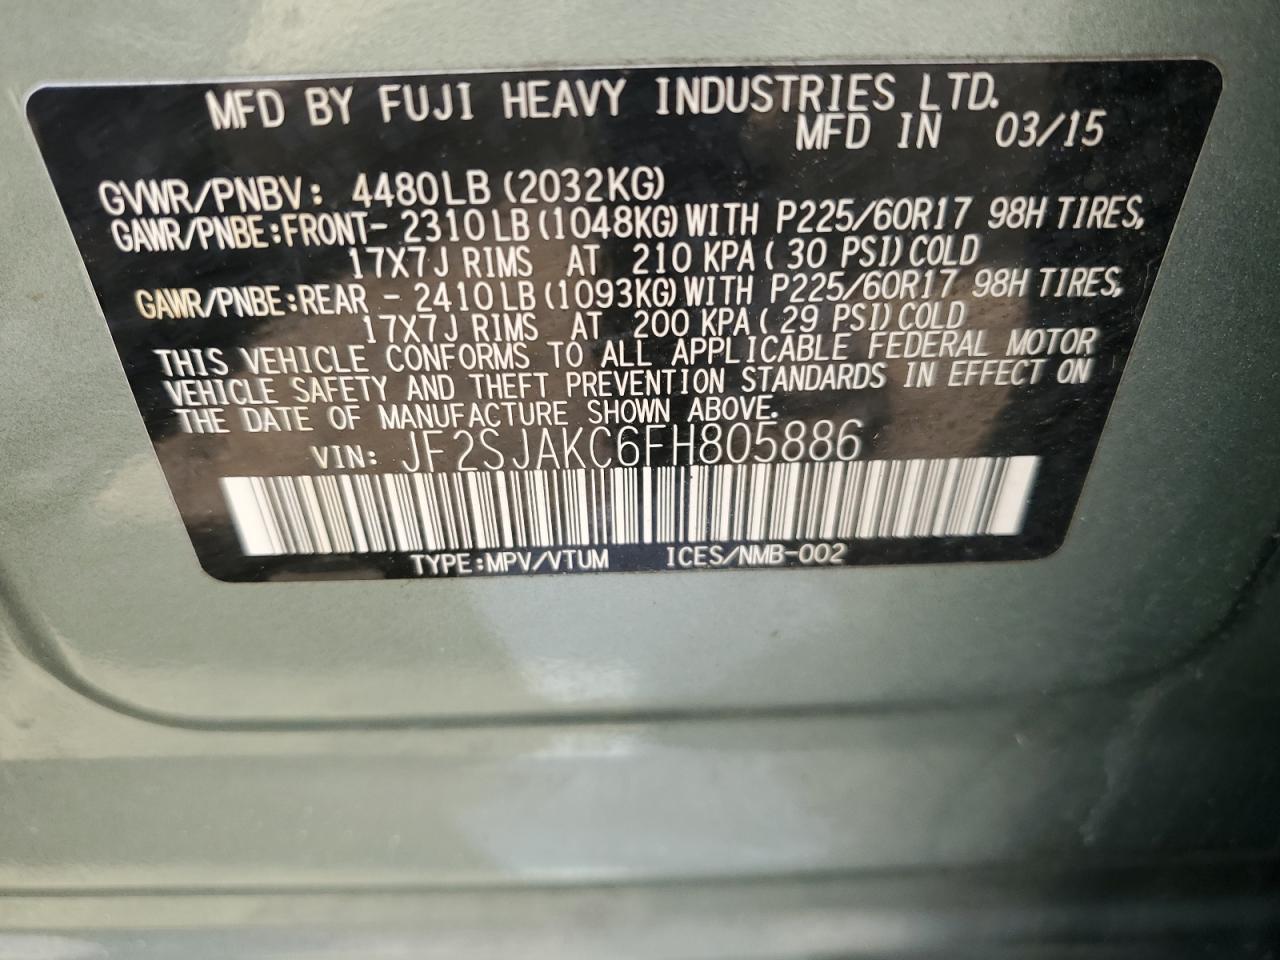 MFD BY FUJI HEAVY INDUSTRIES LTD.
MFD IN 03/15
GVWR/PNBV: 4480LB (2032KG)
GAWR/PNBE:FRONT- 2310LB (1048KG) WITH P225/60R17 98H TIRES,
17X7J RIMS AT 210 KPA ( 30 PSI) COLD
GAWR/PNBE:REAR - 2410LB (1093KG) WITH P225/60R17 98H TIRES,
17X7J RIMS AT 200 KPA ( 29 PSI) COLD
THIS VEHICLE CONFORMS TO ALL APPLICABLE FEDERAL MOTOR
VEHICLE SAFETY AND THEFT PREVENTION STANDARDS IN EFFECT ON
THE DATE OF MANUFACTURE SHOWN ABOVE.
VIN: JF2SJAKC6FH805886
TYPE:MPV/VTUM ICES/NMB-002